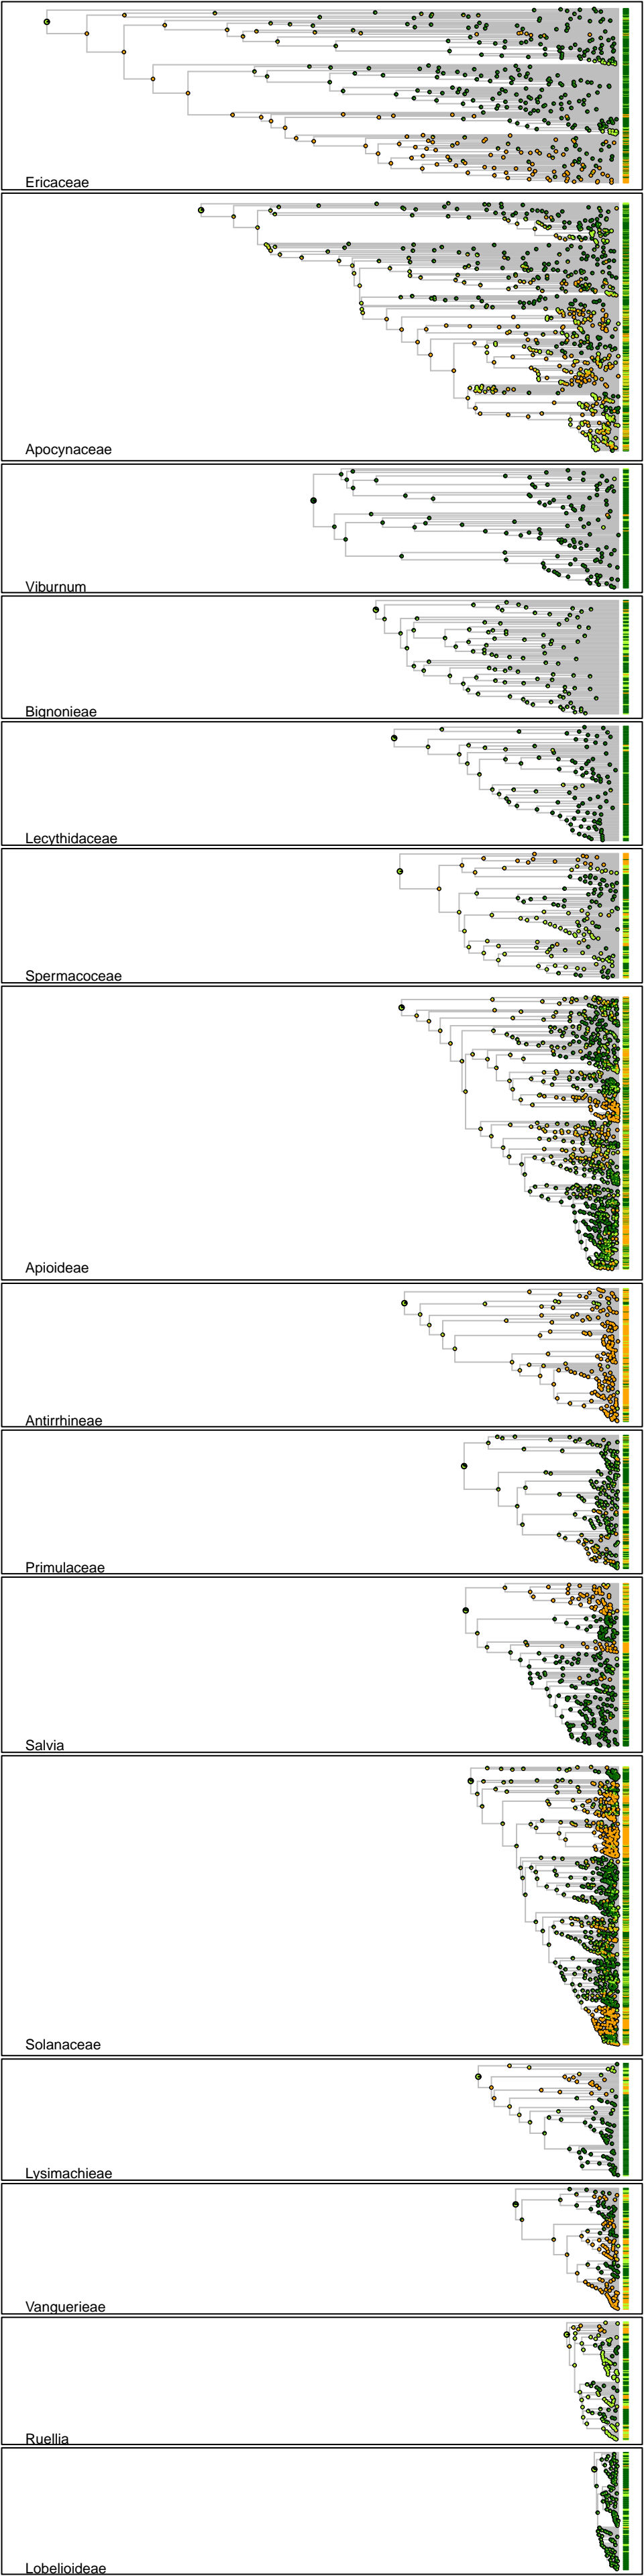 Ericaceae
Apocynaceae
Viburnum
Bignonieae
Lecythidaceae
Spermacoceae
Apioideae
Antirrhineae
Primulaceae
Salvia
Solanaceae
Lysimachieae
Vanguerieae
Ruellia
Lobelioideae